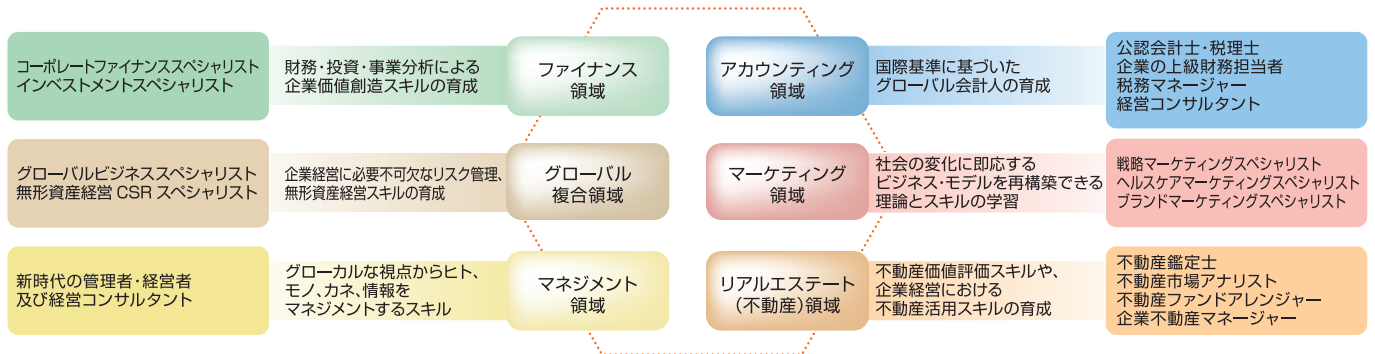 コーポレートファイナンススペシャリスト
インベストメントスペシャリスト
財務・投資・事業分析による
企業価値創造スキルの育成
ファイナンス
領域
アカウンティング
領域
国際基準に基づいた
グローバル会計人の育成
公認会計士・税理士
企業の上級財務担当者
税務マネージャー
経営コンサルタント
グローバルビジネススペシャリスト
無形資産経営 CSR スペシャリスト
企業経営に必要不可欠なリスク管理、
無形資産経営スキルの育成
グローバル
複合領域
マーケティング
領域
社会の変化に即応する
ビジネス・モデルを再構築できる
理論とスキルの学習
戦略マーケティングスペシャリスト
ヘルスケアマーケティングスペシャリスト
ブランドマーケティングスペシャリスト
新時代の管理者・経営者
及び経営コンサルタント
グローカルな視点からヒト、
モノ、カネ、情報を
マネジメントするスキル
マネジメント
領域
リアルエステート
(不動産)領域
不動産価値評価スキルや、
企業経営における
不動産活用スキルの育成
不動産鑑定士
不動産市場アナリスト
不動産ファンドアレンジャー
企業不動産マネージャー